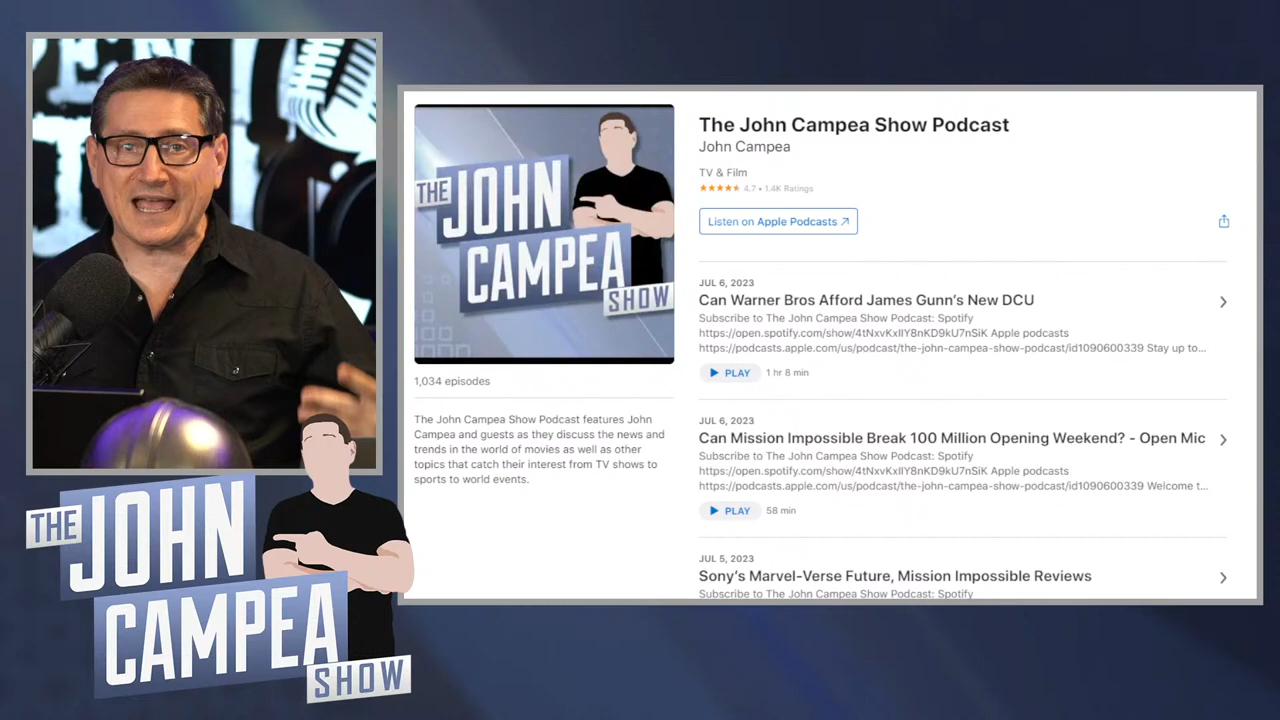 THE
JOHN
CAMPEA
SHOW
1,034 episodes
The John Campea Show Podcast features John
Campea and guests as they discuss the news and
trends in the world of movies as well as other
topics that catch their interest from TV shows to
sports to world events.
The John Campea Show Podcast
John Campea
TV & Film
4.7 • 1.4K Ratings
Listen on Apple Podcasts ↗
JUL 6, 2023
Can Warner Bros Afford James Gunn's New DCU
Subscribe to The John Campea Show Podcast: Spotify
https://open.spotify.com/show/4tNxvKxIIY8nKD9kU7nSiK Apple podcasts
https://podcasts.apple.com/us/podcast/the-john-campea-show-podcast/id1090600339 Stay up to...
PLAY 1 hr 8 min
JUL 6, 2023
Can Mission Impossible Break 100 Million Opening Weekend? - Open Mic
Subscribe to The John Campea Show Podcast: Spotify
https://open.spotify.com/show/4tNxvKxIIY8nKD9kU7nSiK Apple podcasts
https://podcasts.apple.com/us/podcast/the-john-campea-show-podcast/id1090600339 Welcome t...
PLAY 58 min
JUL 5, 2023
Sony's Marvel-Verse Future, Mission Impossible Reviews
Subscribe to The John Campea Show Podcast: Spotify
THE
JOHN
CAMPEA
SHOW